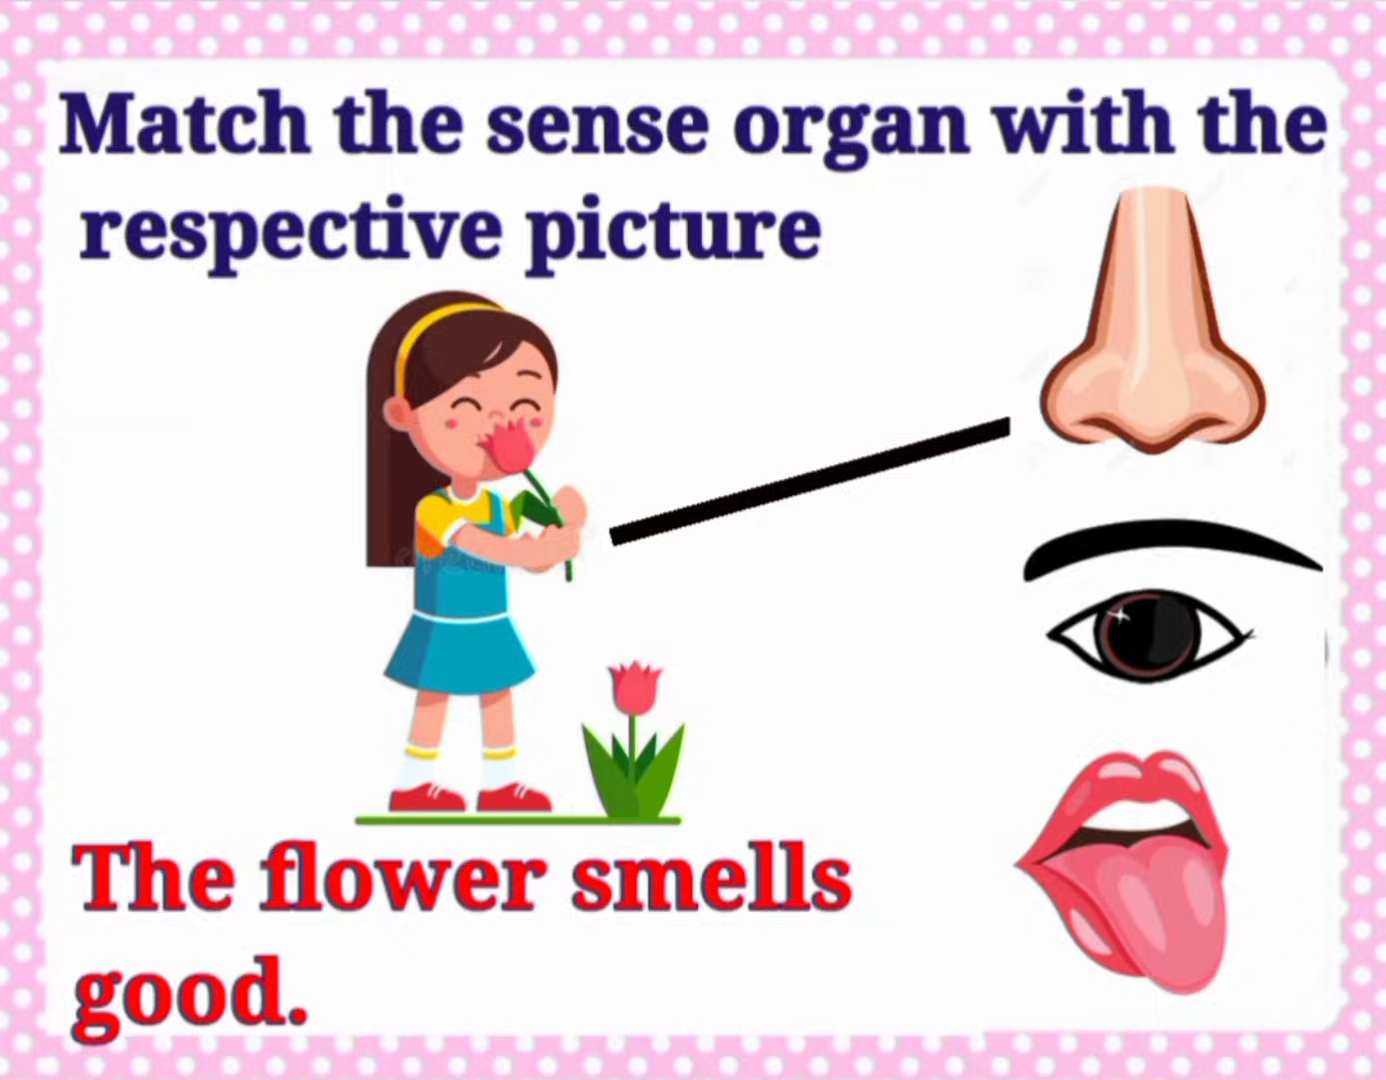 Match the sense organ with the
respective picture
The flower smells
good.